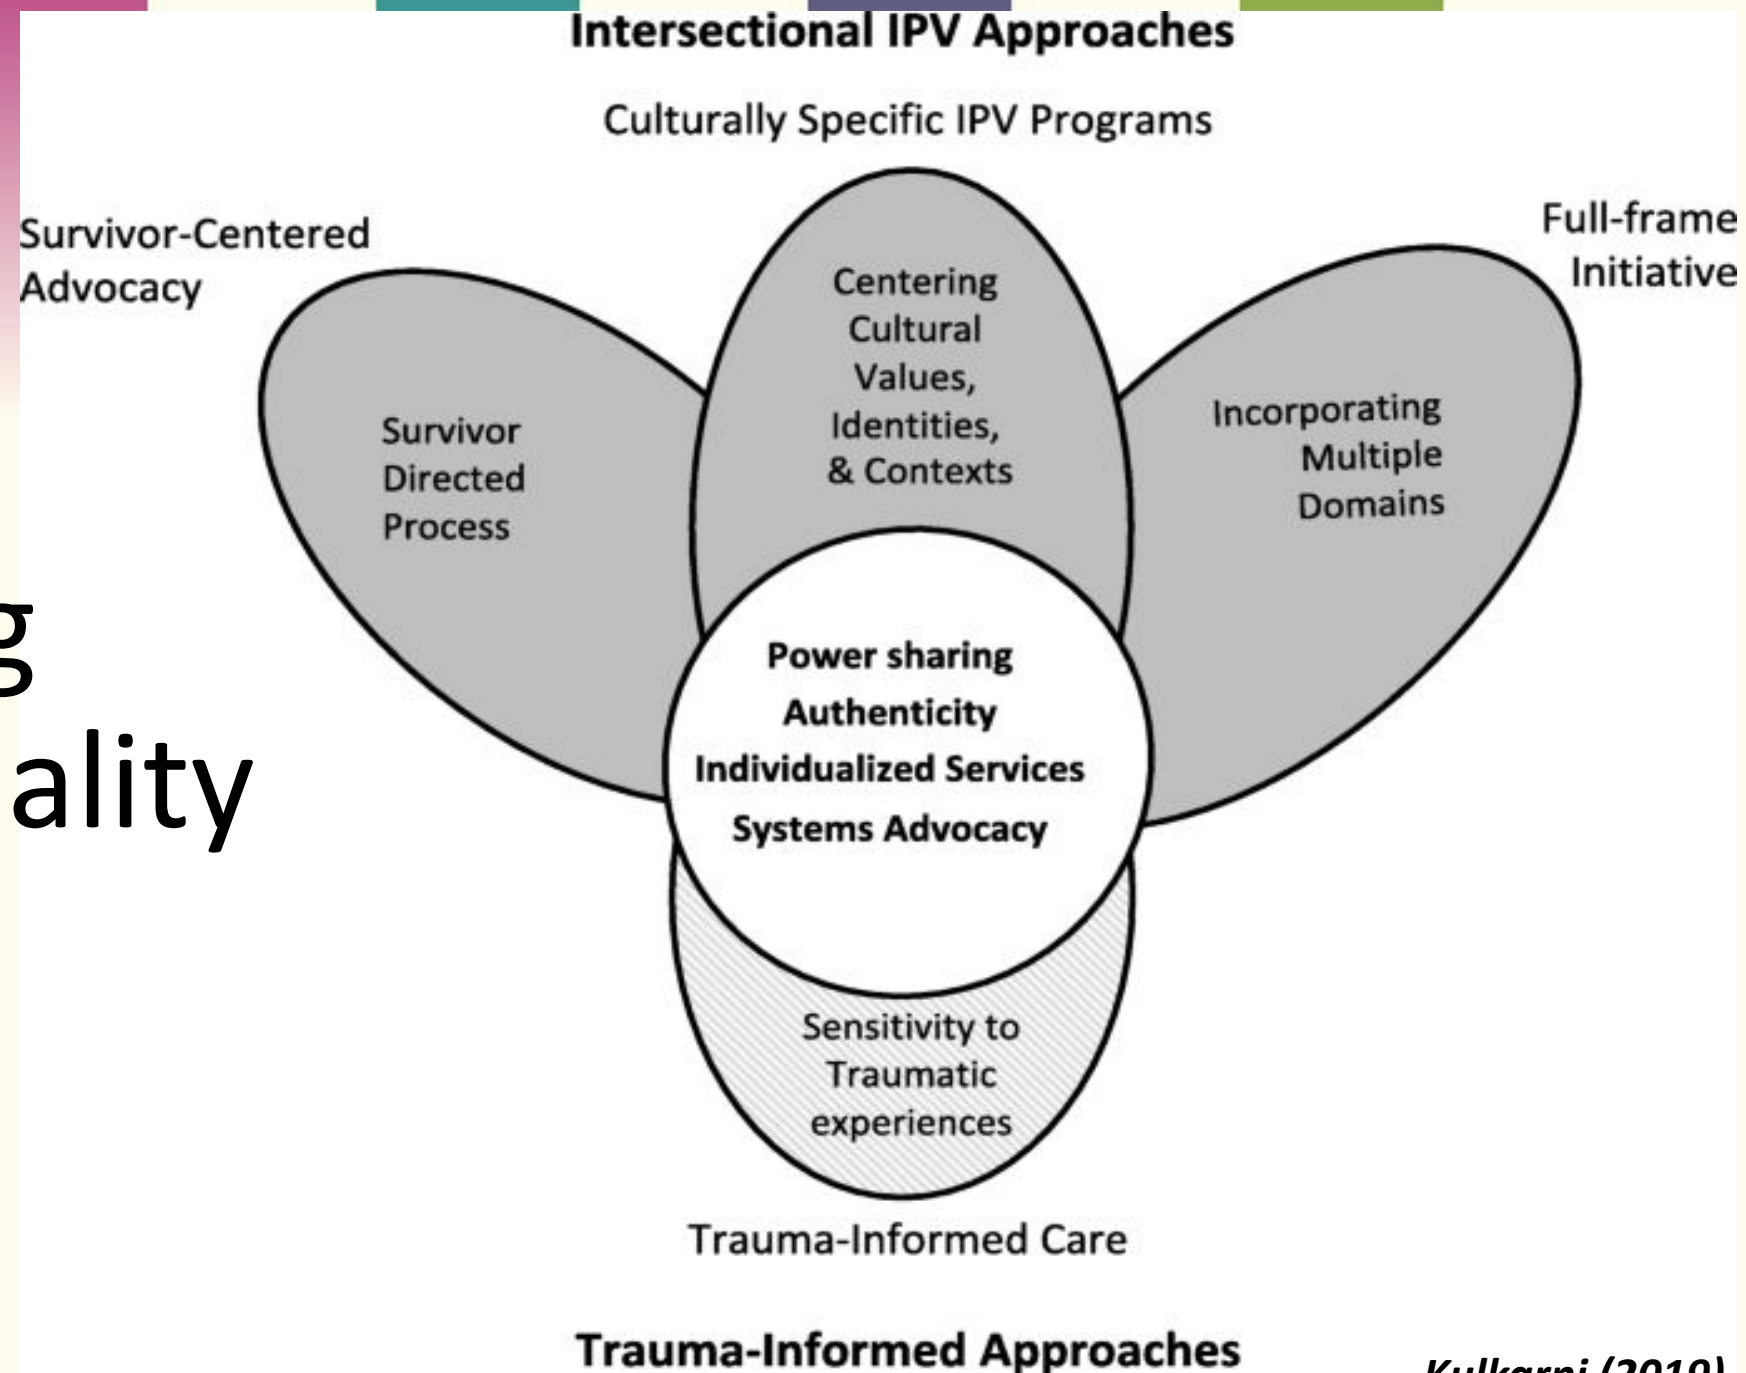 Intersectional IPV Approaches
Culturally Specific IPV Programs
Survivor-Centered
Advocacy
Full-frame
Initiative
Survivor
Directed
Process
Centering
Cultural
Values,
Identities,
& Contexts
Incorporating
Multiple
Domains
g
ality
Power sharing
Authenticity
Individualized Services
Systems Advocacy
Sensitivity to
Traumatic
experiences
Trauma-Informed Care
Trauma-Informed Approaches
Kulkarni (2019)